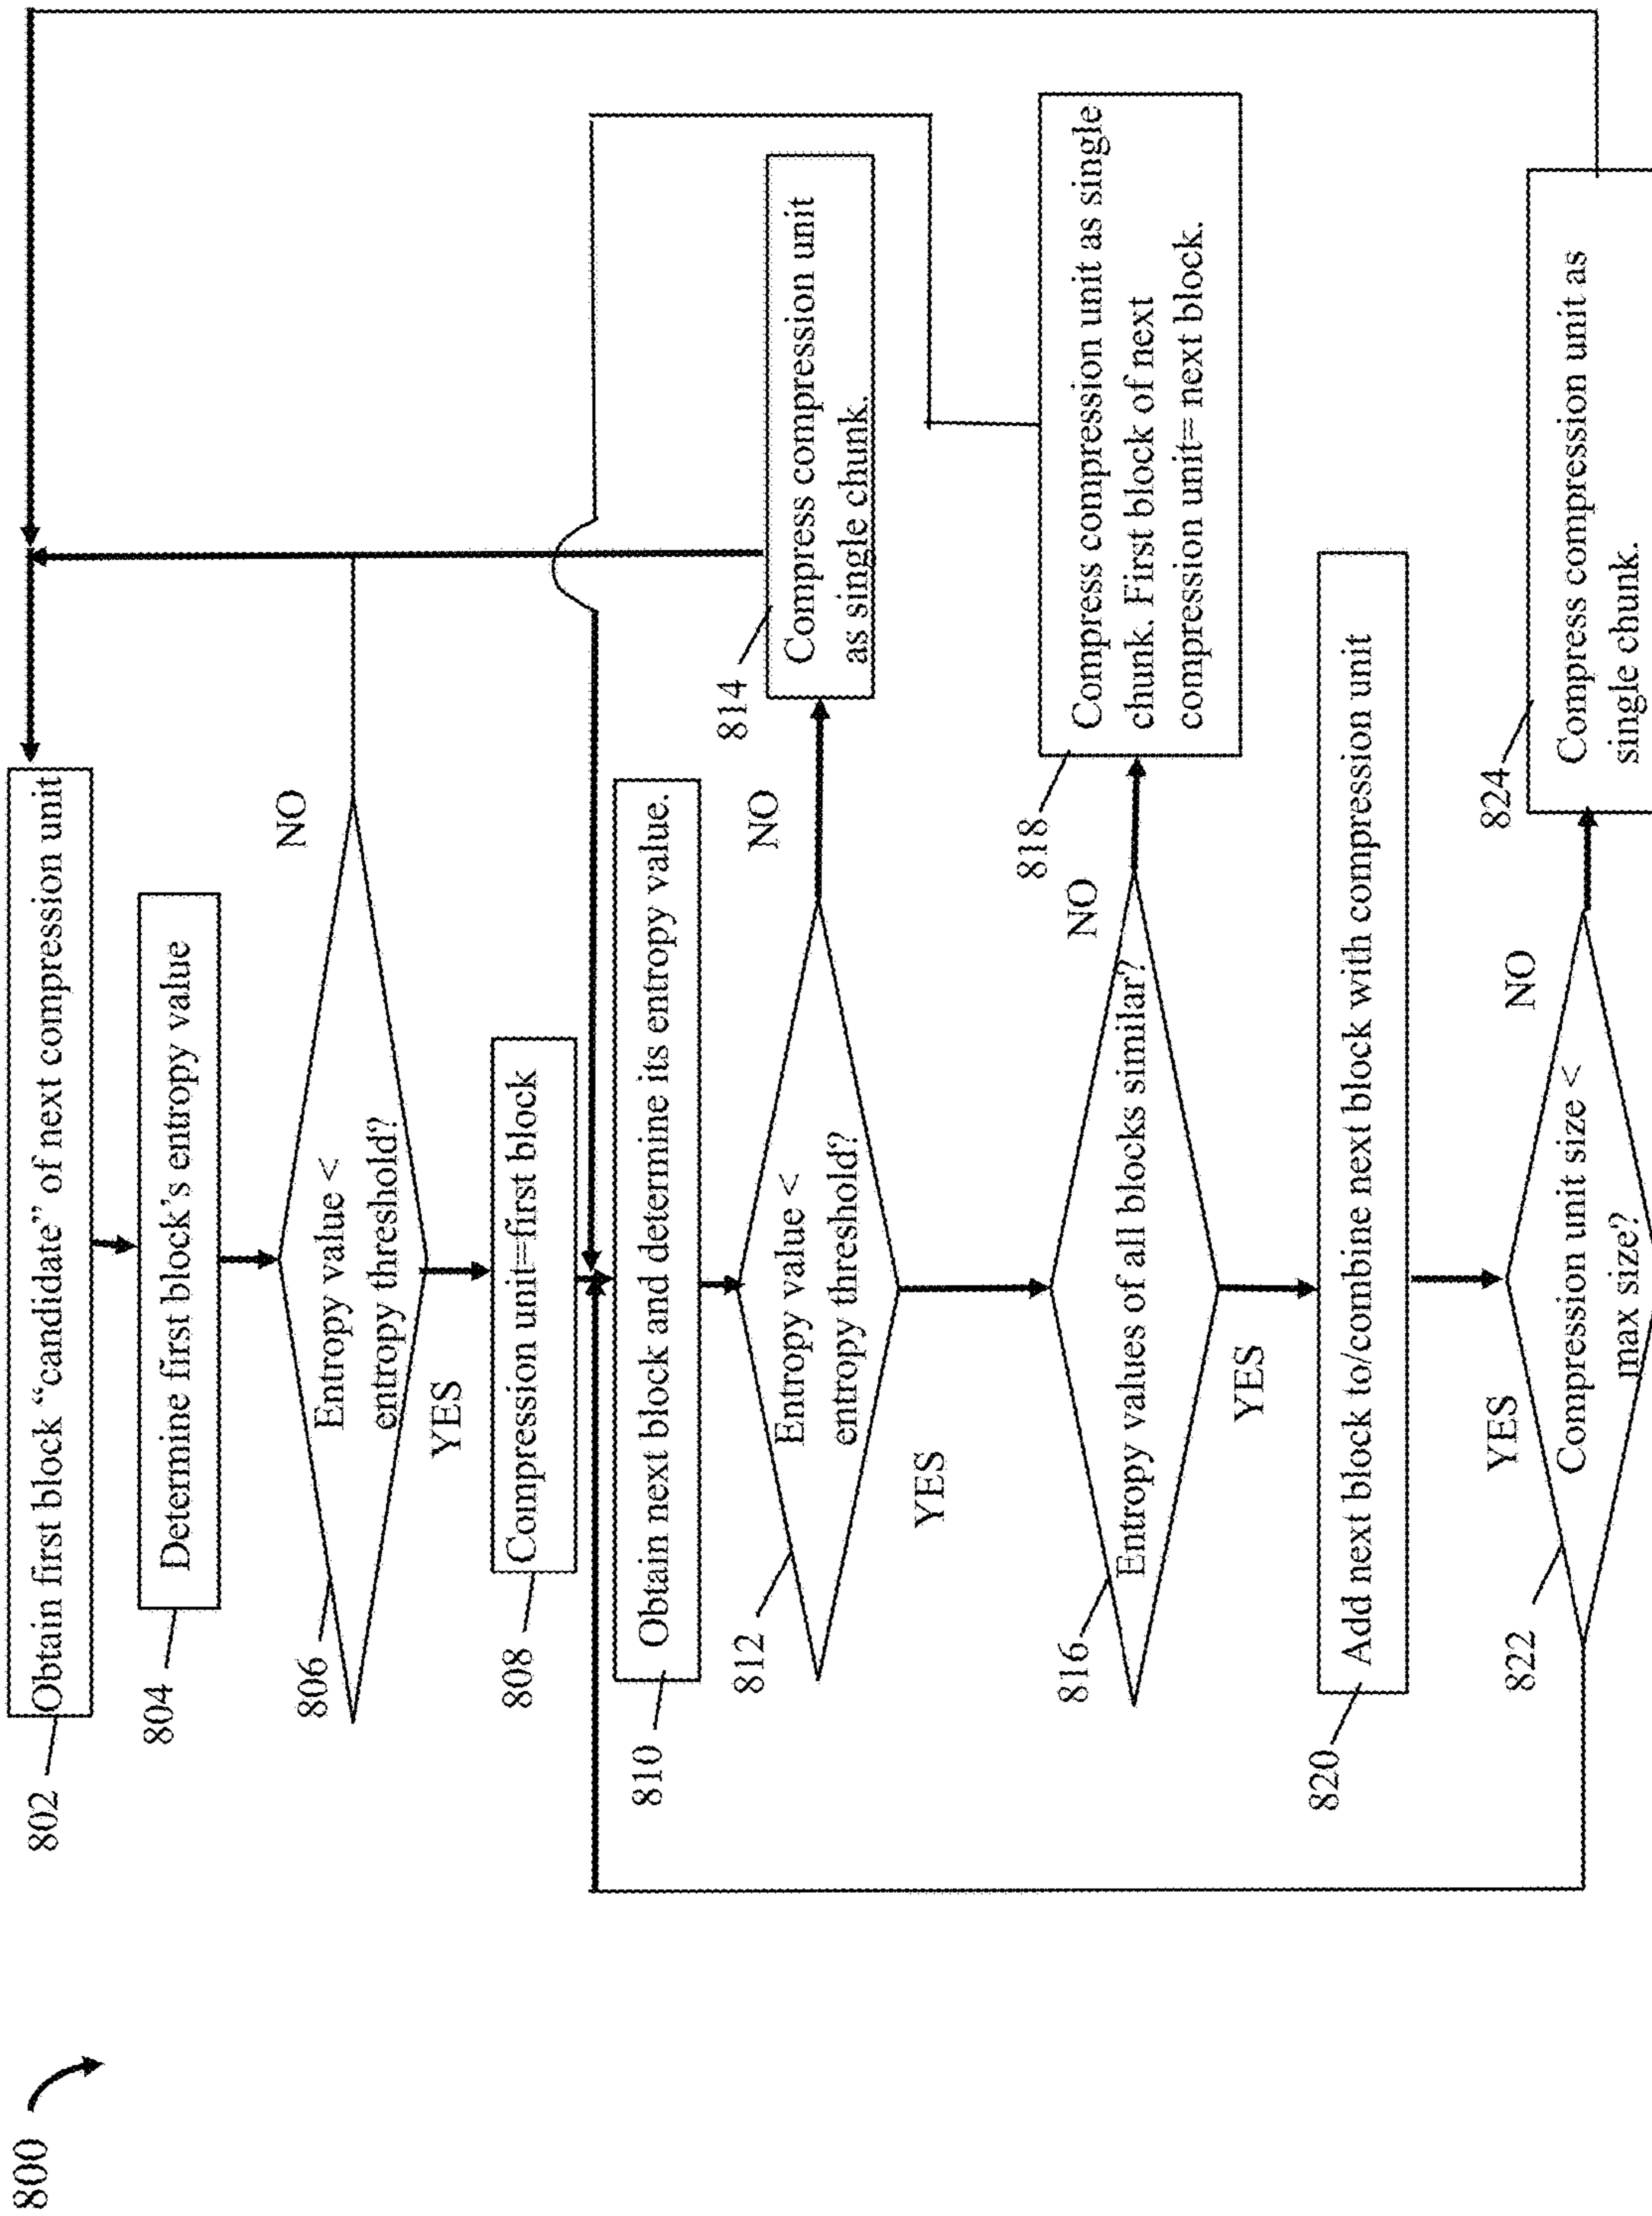 800
802
Obtain first block “candidate” of next compression unit
804
Determine first block’s entropy value
806
Entropy value <
entropy threshold?
NO
YES
808
Compression unit=first block
810
Obtain next block and determine its entropy value.
812
Entropy value <
entropy threshold?
NO
814
Compress compression unit
as single chunk.
YES
816
Entropy values of all blocks similar?
NO
818
Compress compression unit as single
chunk. First block of next
compression unit= next block.
YES
820
Add next block to/combine next block with compression unit
822
YES
Compression unit size <
max size?
NO
824
Compress compression unit as
single chunk.